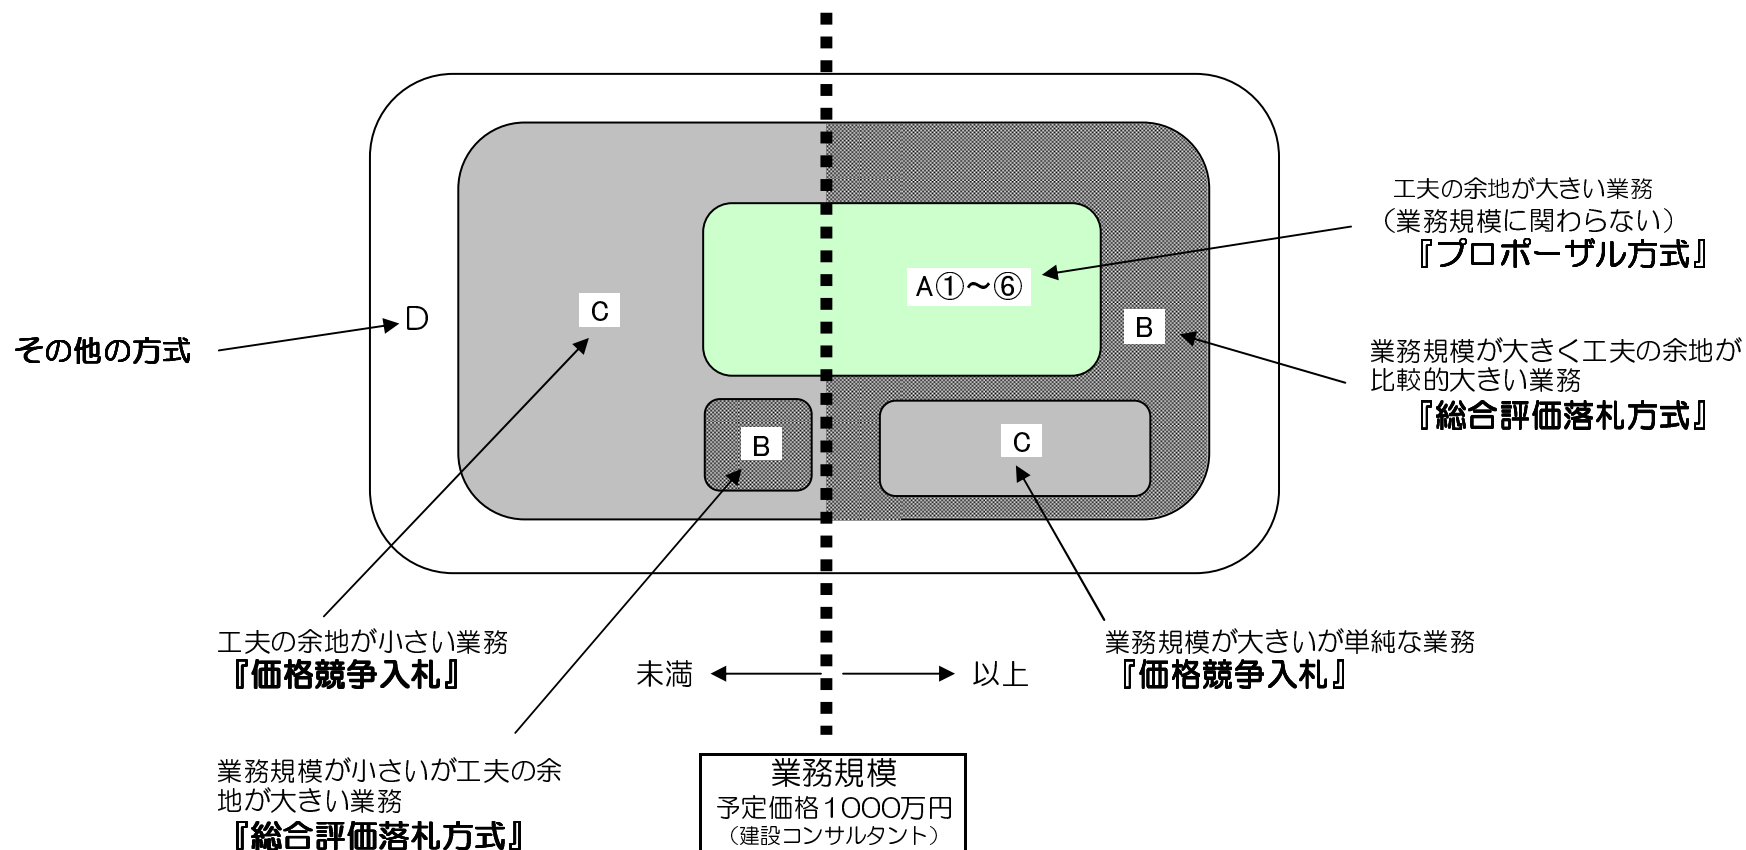 工夫の余地が大きい業務
（業務規模に関わらない）
『プロポーザル方式』
A①～⑥
C
D
B
その他の方式
業務規模が大きく工夫の余地が
比較的大きい業務
『総合評価落札方式』
B
C
工夫の余地が小さい業務
『価格競争入札』
未満
以上
業務規模が大きいが単純な業務
『価格競争入札』
業務規模が小さいが工夫の余
地が大きい業務
『総合評価落札方式』
業務規模
予定価格1000万円
（建設コンサルタント）